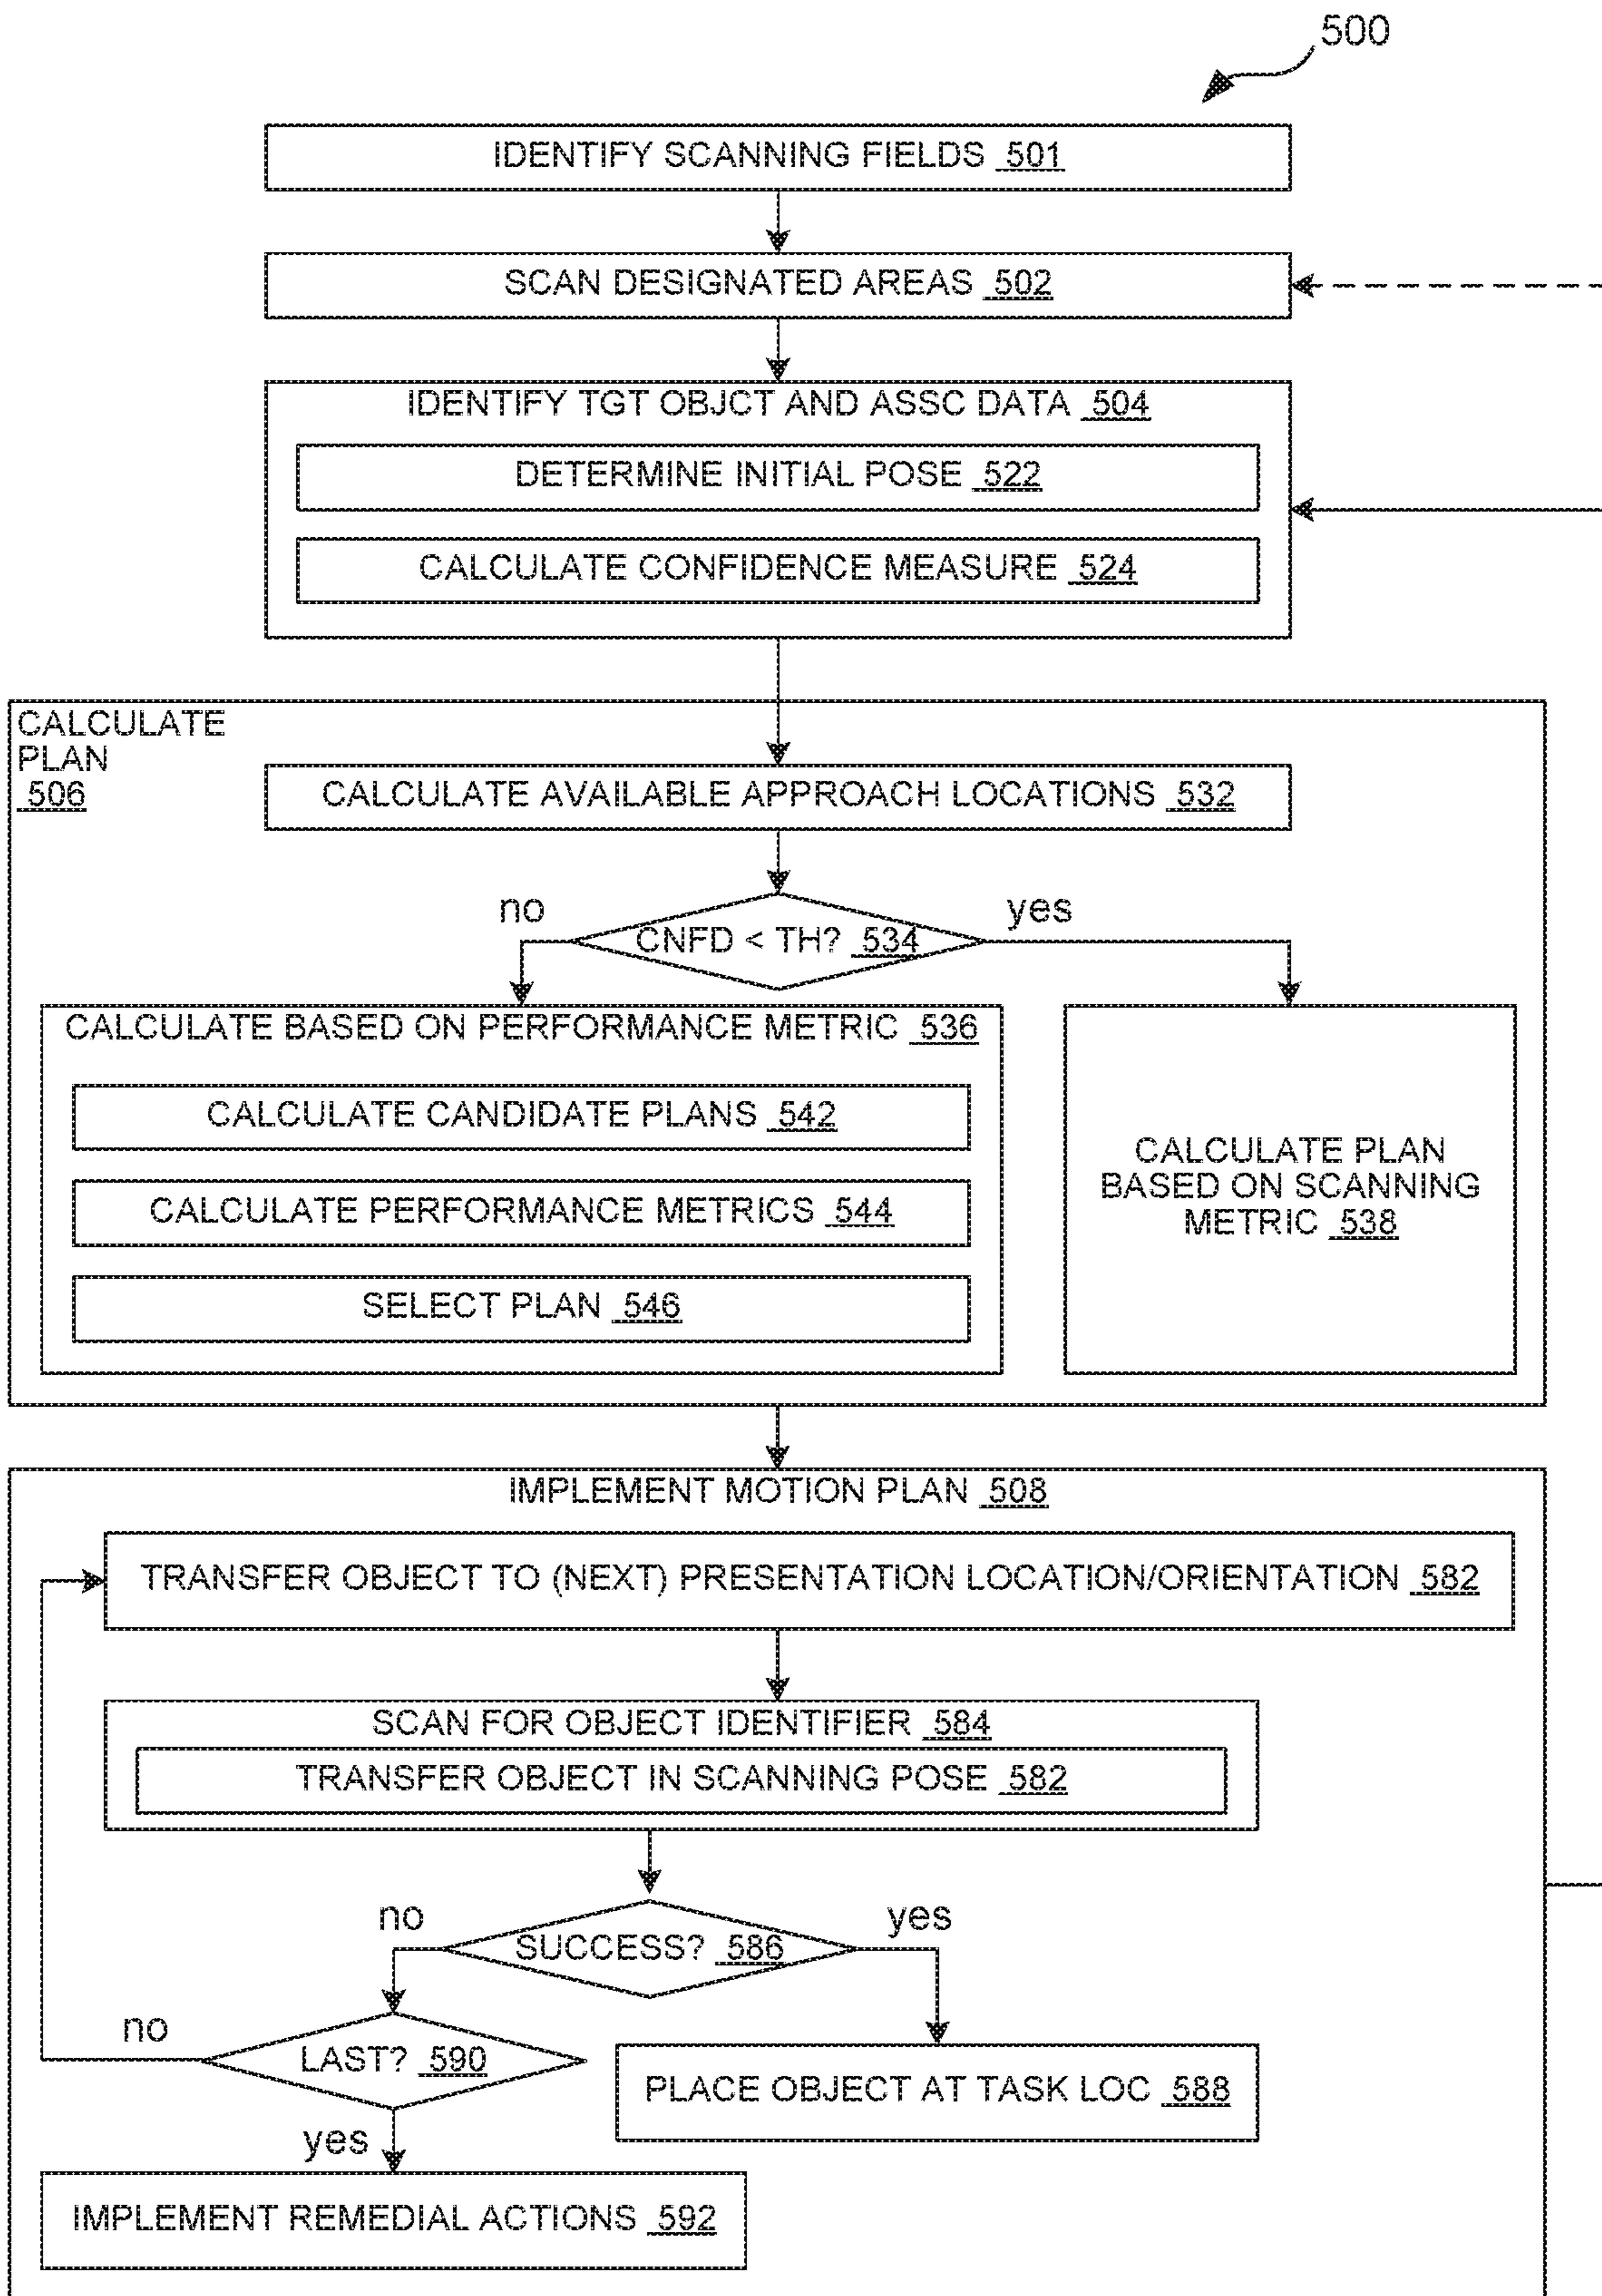 500
IDENTIFY SCANNING FIELDS 501
SCAN DESIGNATED AREAS 502
IDENTIFY TGT OBJCT AND ASSC DATA 504
DETERMINE INITIAL POSE 522
CALCULATE CONFIDENCE MEASURE 524
CALCULATE
PLAN
506
CALCULATE AVAILABLE APPROACH LOCATIONS 532
no
yes
CNFD < TH? 534
CALCULATE BASED ON PERFORMANCE METRIC 536
CALCULATE CANDIDATE PLANS 542
CALCULATE PERFORMANCE METRICS 544
SELECT PLAN 546
CALCULATE PLAN
BASED ON SCANNING
METRIC 538
IMPLEMENT MOTION PLAN 508
TRANSFER OBJECT TO (NEXT) PRESENTATION LOCATION/ORIENTATION 582
SCAN FOR OBJECT IDENTIFIER 584
TRANSFER OBJECT IN SCANNING POSE 582
no
yes
SUCCESS? 586
no
LAST? 590
PLACE OBJECT AT TASK LOC 588
yes
IMPLEMENT REMEDIAL ACTIONS 592